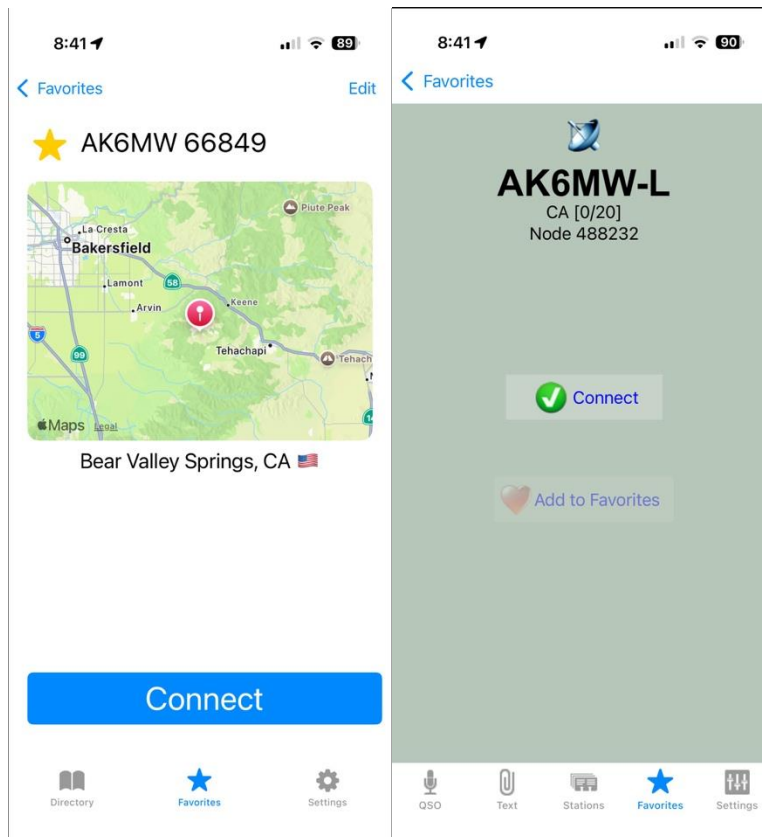 8:41
89
Favorites
Edit
AK6MW 66849
Piute Peak
La Cresta
Bakersfield
58
Lamont
Keene
Arvin
5
99
Tehachapi
Tehach
Maps Legal
Bear Valley Springs, CA 🇺🇸
Connect
Directory
Favorites
Settings
8:41
90
Favorites
AK6MW-L
CA [0/20]
Node 488232
Connect
Add to Favorites
QSO
Text
Stations
Favorites
Settings